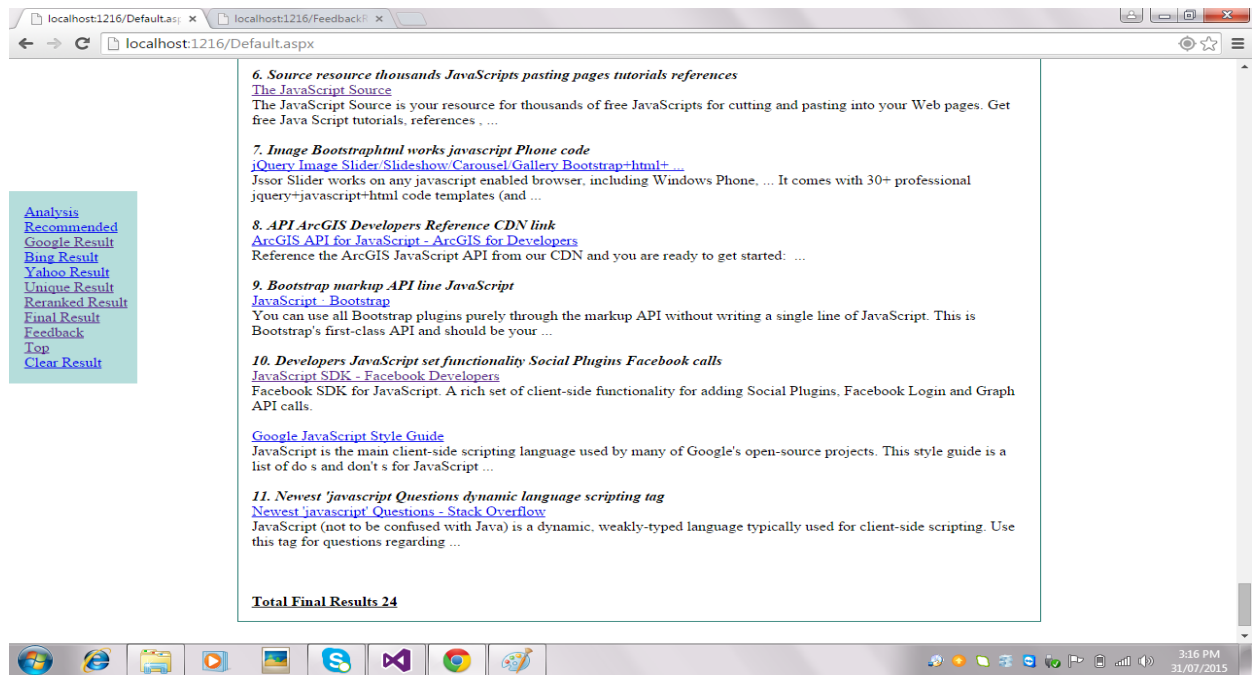 localhost:1216/Default.asp
localhost:1216/FeedbackR
localhost:1216/Default.aspx
6. Source resource thousands JavaScripts pasting pages tutorials references
The JavaScript Source
The JavaScript Source is your resource for thousands of free JavaScripts for cutting and pasting into your Web pages. Get
free Java Script tutorials, references , ...
7. Image Bootstraphtml works javascript Phone code
jQuery Image Slider/Slideshow/Carousel/Gallery Bootstrap+html+ ...
Jssor Slider works on any javascript enabled browser, including Windows Phone, ... It comes with 30+ professional
jquery+javascript+html code templates (and ...
Analysis
Recommended
Google Result
Bing Result
Yahoo Result
Unique Result
Reranked Result
Final Result
Feedback
Top
Clear Result
8. API ArcGIS Developers Reference CDN link
ArcGIS API for JavaScript - ArcGIS for Developers
Reference the ArcGIS JavaScript API from our CDN and you are ready to get started:  ...
9. Bootstrap markup API line JavaScript
JavaScript · Bootstrap
You can use all Bootstrap plugins purely through the markup API without writing a single line of JavaScript. This is
Bootstrap's first-class API and should be your ...
10. Developers JavaScript set functionality Social Plugins Facebook calls
JavaScript SDK - Facebook Developers
Facebook SDK for JavaScript. A rich set of client-side functionality for adding Social Plugins, Facebook Login and Graph
API calls.
Google JavaScript Style Guide
JavaScript is the main client-side scripting language used by many of Google's open-source projects. This style guide is a
list of do s and don't s for JavaScript ...
11. Newest 'javascript Questions dynamic language scripting tag
Newest 'javascript' Questions - Stack Overflow
JavaScript (not to be confused with Java) is a dynamic, weakly-typed language typically used for client-side scripting. Use
this tag for questions regarding ...
Total Final Results 24
3:16 PM
31/07/2015